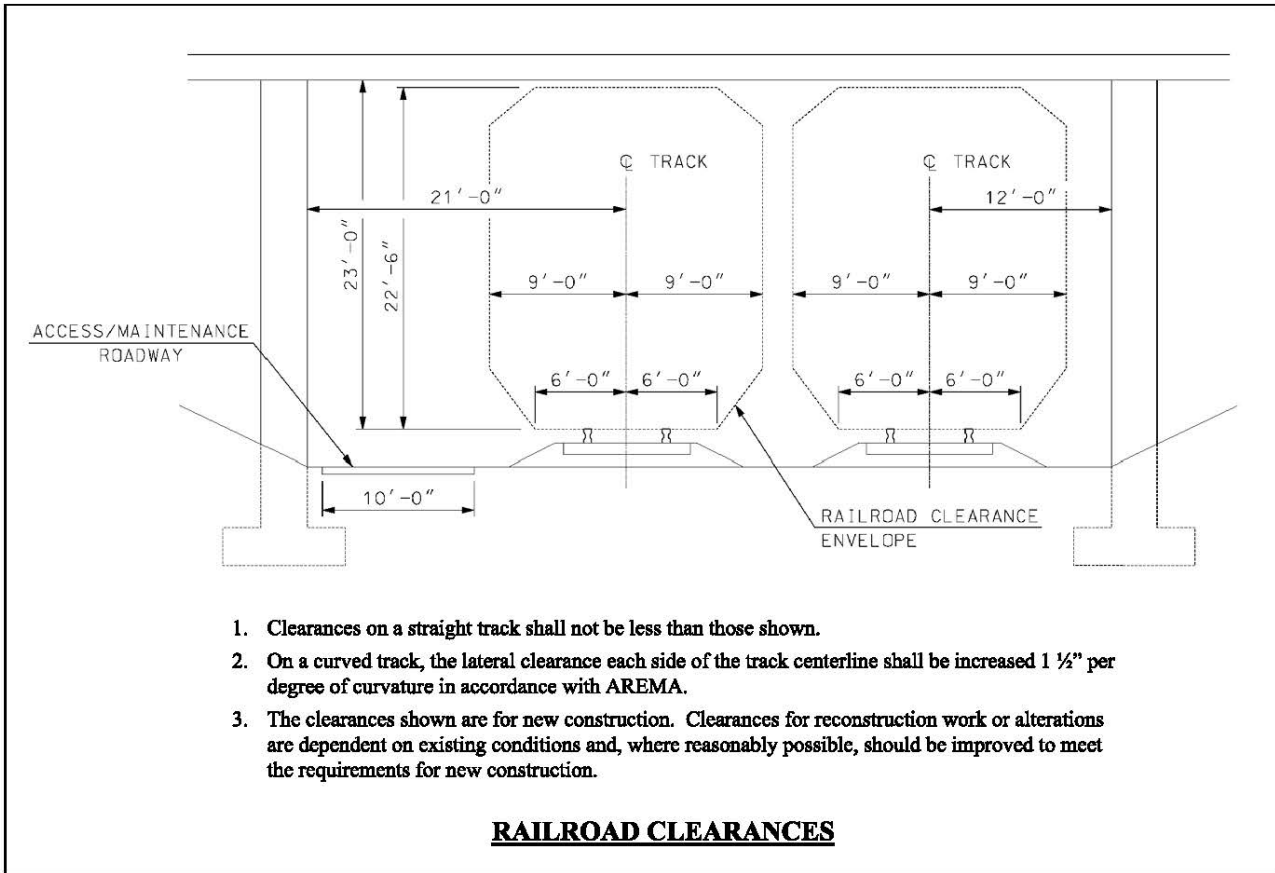 ℄ TRACK
℄ TRACK
21'-0"
12'-0"
23'-0"
22'-6"
9'-0"
9'-0"
9'-0"
9'-0"
ACCESS/MAINTENANCE
ROADWAY
6'-0"
6'-0"
6'-0"
6'-0"
10'-0"
RAILROAD CLEARANCE
ENVELOPE
1. Clearances on a straight track shall not be less than those shown.
2. On a curved track, the lateral clearance each side of the track centerline shall be increased 1 ½” per
degree of curvature in accordance with AREMA.
3. The clearances shown are for new construction. Clearances for reconstruction work or alterations
are dependent on existing conditions and, where reasonably possible, should be improved to meet
the requirements for new construction.
RAILROAD CLEARANCES